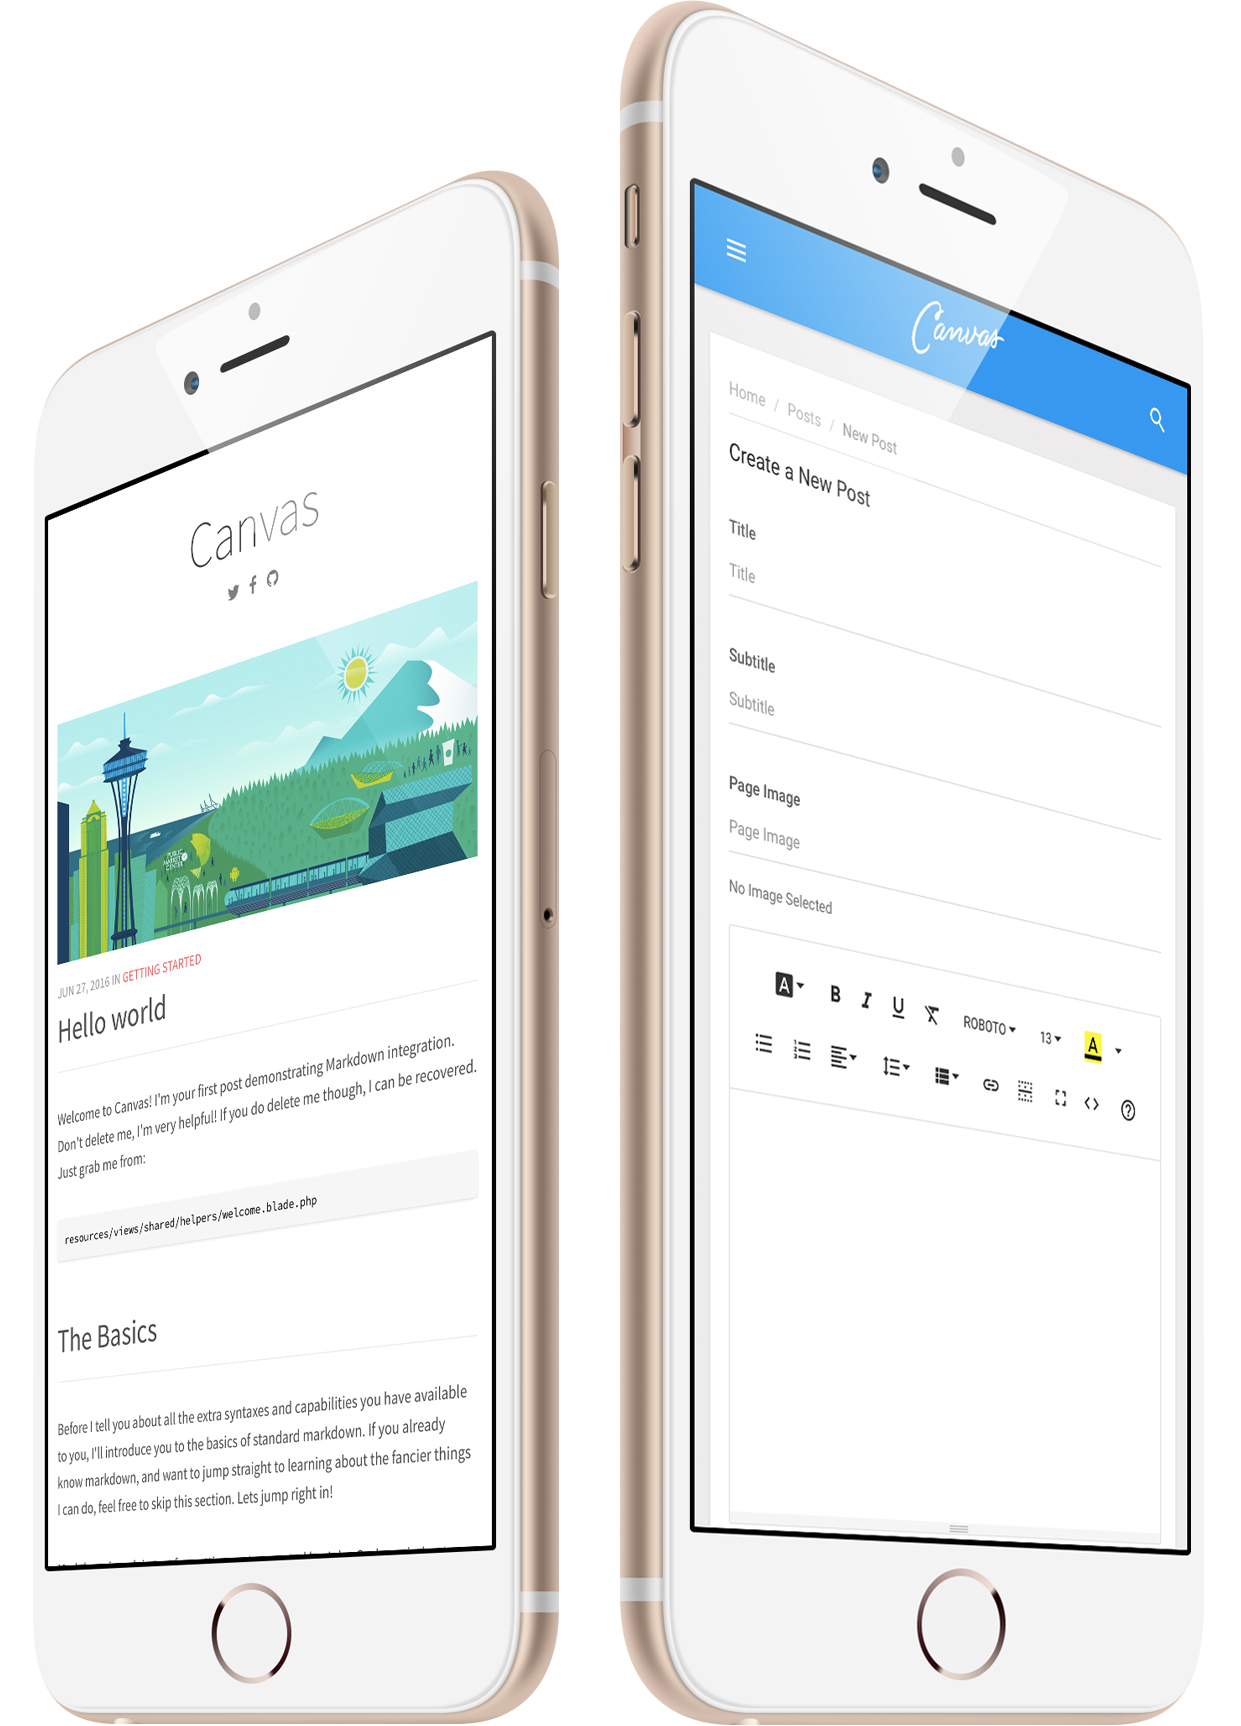 Canvas
PUBLIC
MARKET
CENTER
JUN 27, 2016 IN GETTING STARTED
Hello world
Welcome to Canvas! I'm your first post demonstrating Markdown integration.
Don't delete me, I'm very helpful! If you do delete me though, I can be recovered.
Just grab me from:
resources/views/shared/helpers/welcome.blade.php
The Basics
Before I tell you about all the extra syntaxes and capabilities you have available
to you, I'll introduce you to the basics of standard markdown. If you already
know markdown, and want to jump straight to learning about the fancier things
I can do, feel free to skip this section. Lets jump right in!
Canvas
Home / Posts / New Post
Create a New Post
Title
Title
Subtitle
Subtitle
Page Image
Page Image
No Image Selected
A B I U ROBOTO 13 A